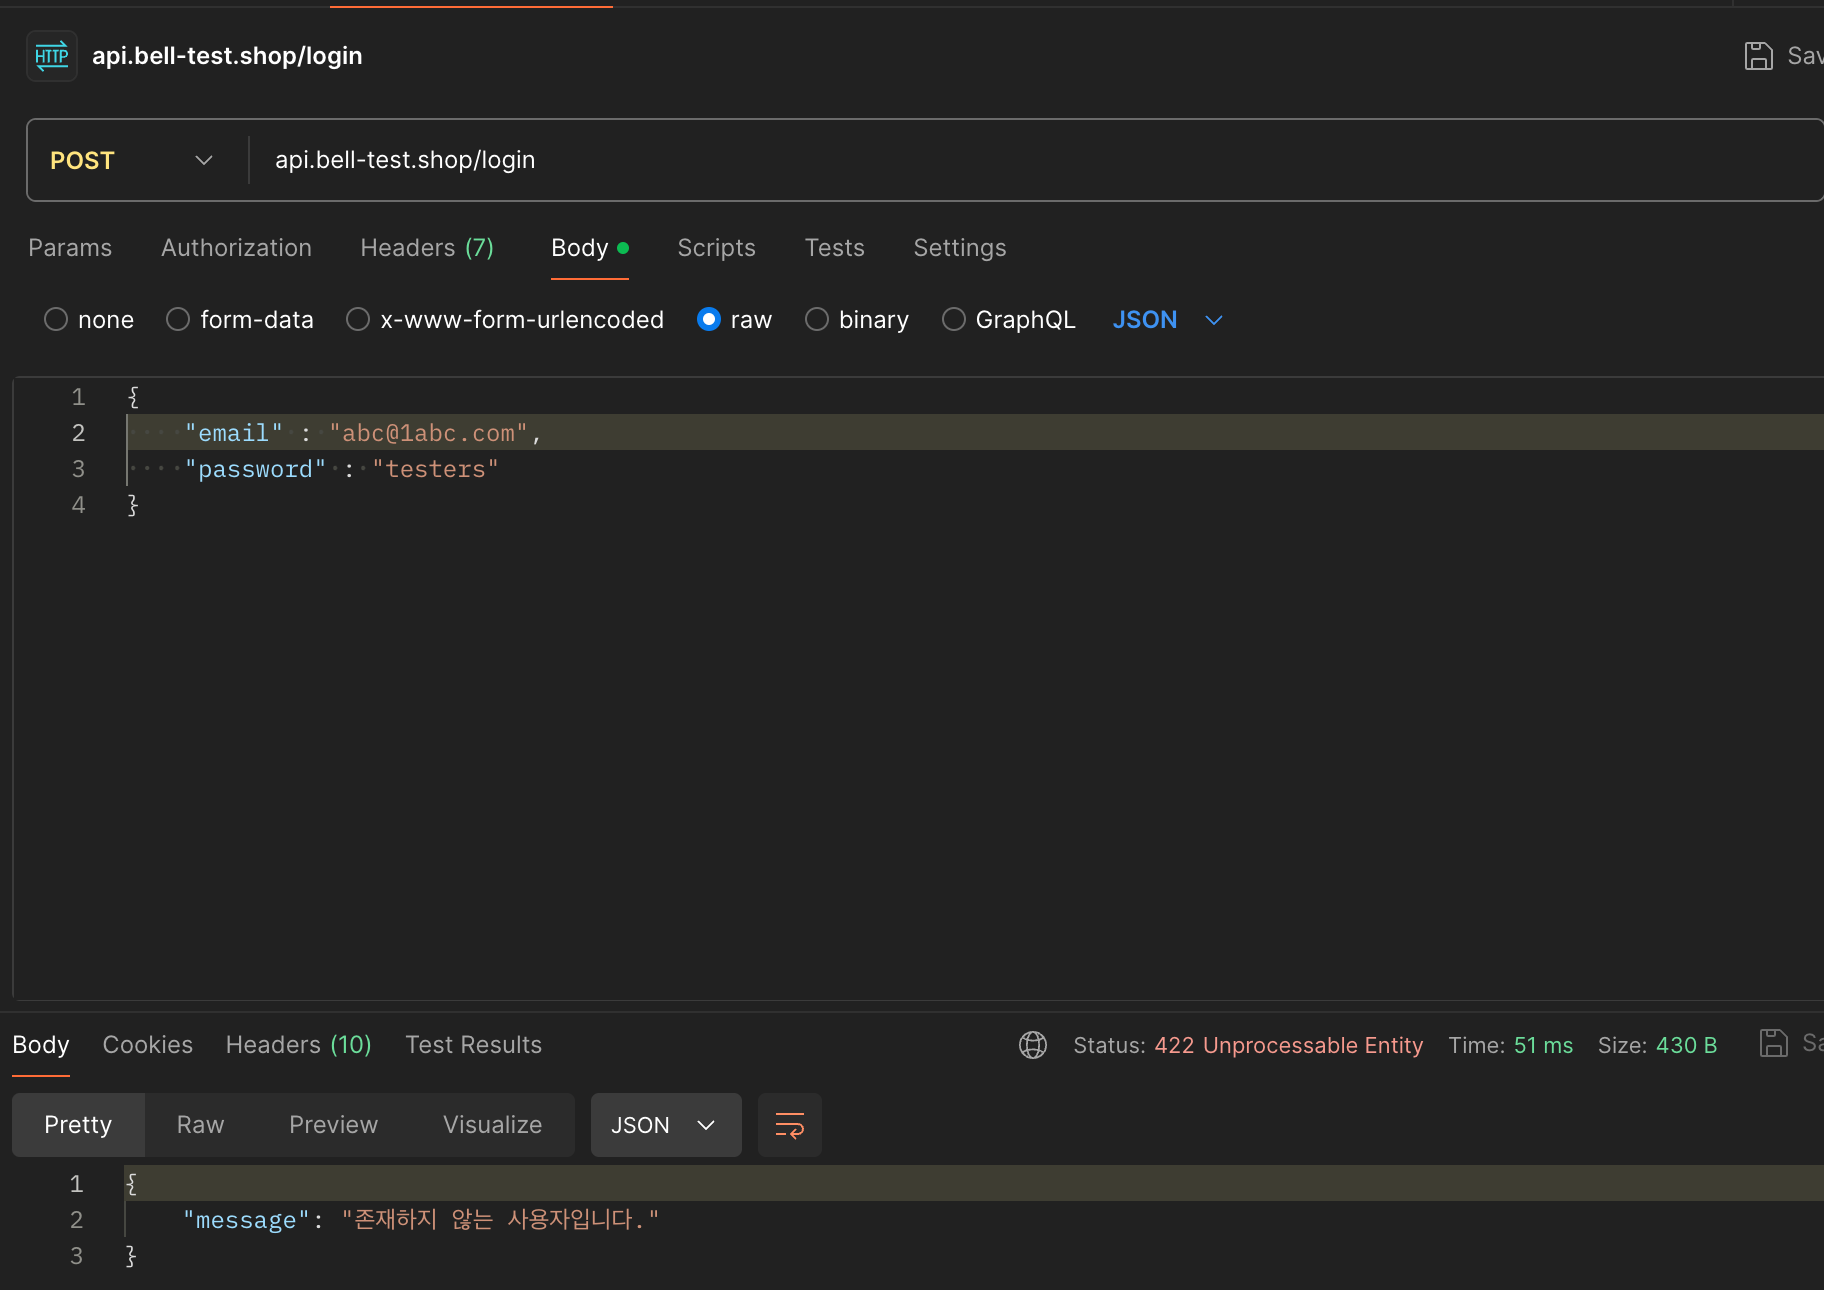 HTTP api.bell-test.shop/login
POST api.bell-test.shop/login
Params Authorization Headers (7) Body Scripts Tests Settings
none form-data x-www-form-urlencoded raw binary GraphQL JSON
1 {
2 "email" : "abc@1abc.com",
3 "password" : "testers"
4 }
Body Cookies Headers (10) Test Results Status: 422 Unprocessable Entity Time: 51 ms Size: 430 B
Pretty Raw Preview Visualize JSON
1 {
2 "message": "존재하지 않는 사용자입니다."
3 }